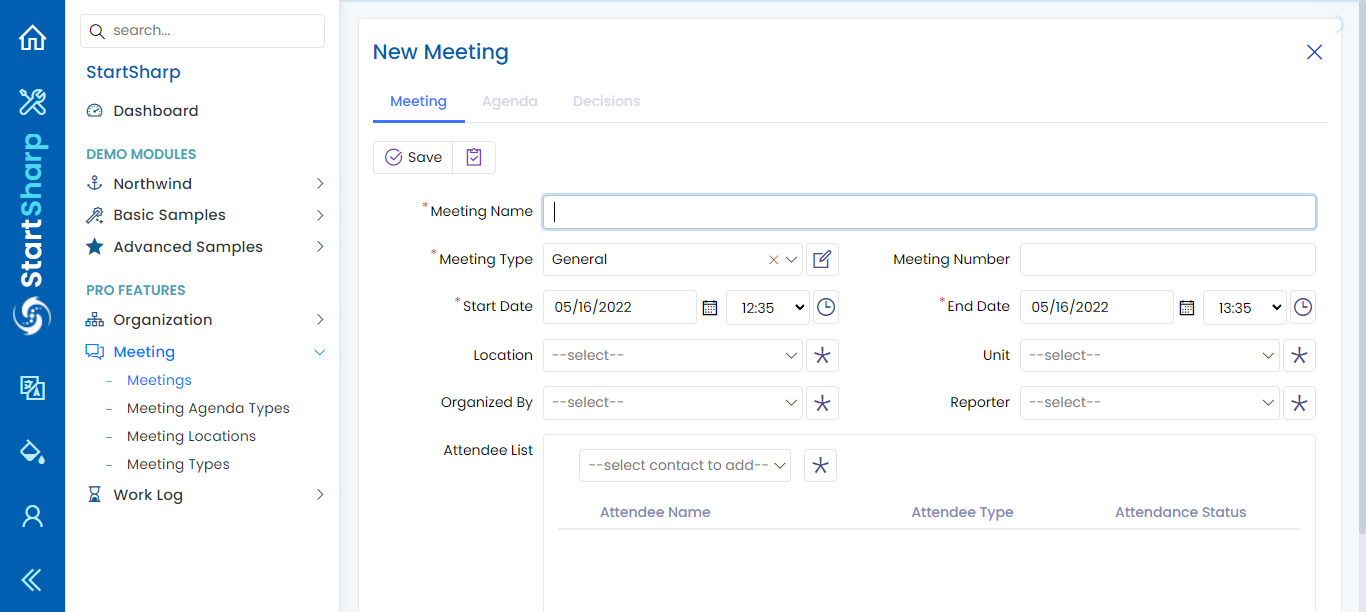 StartSharp
search...
StartSharp
Dashboard
DEMO MODULES
Northwind
Basic Samples
Advanced Samples
PRO FEATURES
Organization
Meeting
Meetings
Meeting Agenda Types
Meeting Locations
Meeting Types
Work Log
New Meeting
Meeting Agenda Decisions
Save
*Meeting Name
*Meeting Type General Meeting Number
*Start Date 05/16/2022 12:35 *End Date 05/16/2022 13:35
Location --select-- Unit --select--
Organized By --select-- Reporter --select--
Attendee List
--select contact to add--
Attendee Name Attendee Type Attendance Status